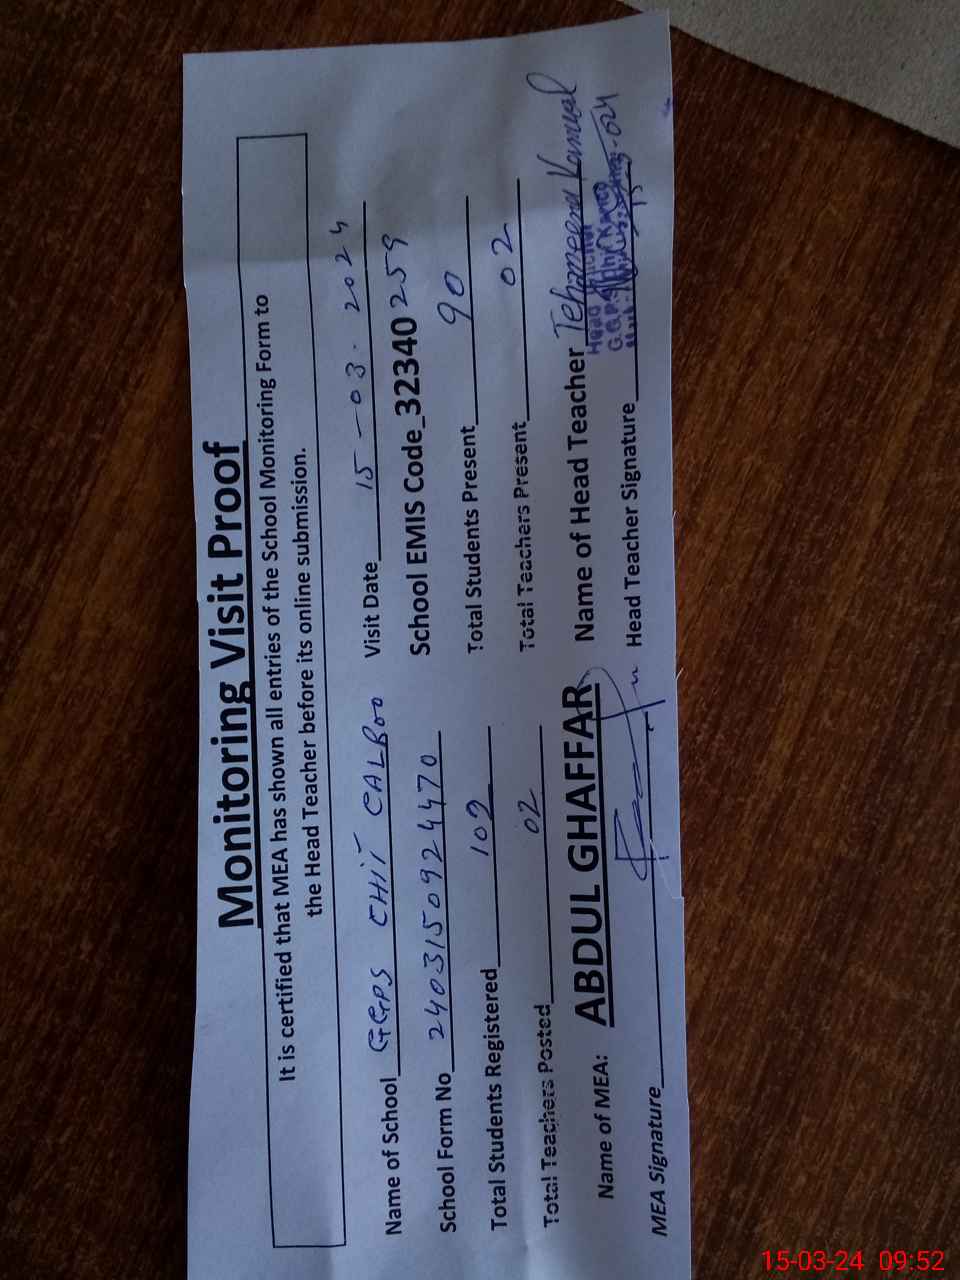 Monitoring Visit Proof
It is certified that MEA has shown all entries of the School Monitoring Form to
the Head Teacher before its online submission.
Name of School GGPS CHIT CALROO Visit Date 15-03-2024
School Form No 2403150924470 School EMIS Code_32340259
Total Students Registered 109 Total Students Present 90
Total Teachers Posted 02 Total Teachers Present 02
Name of MEA: ABDUL GHAFFAR Name of Head Teacher Tehmeena Kanwal
Head Teacher
G.G.P.S
MEA Signature Head Teacher Signature
15-03-24 09:52